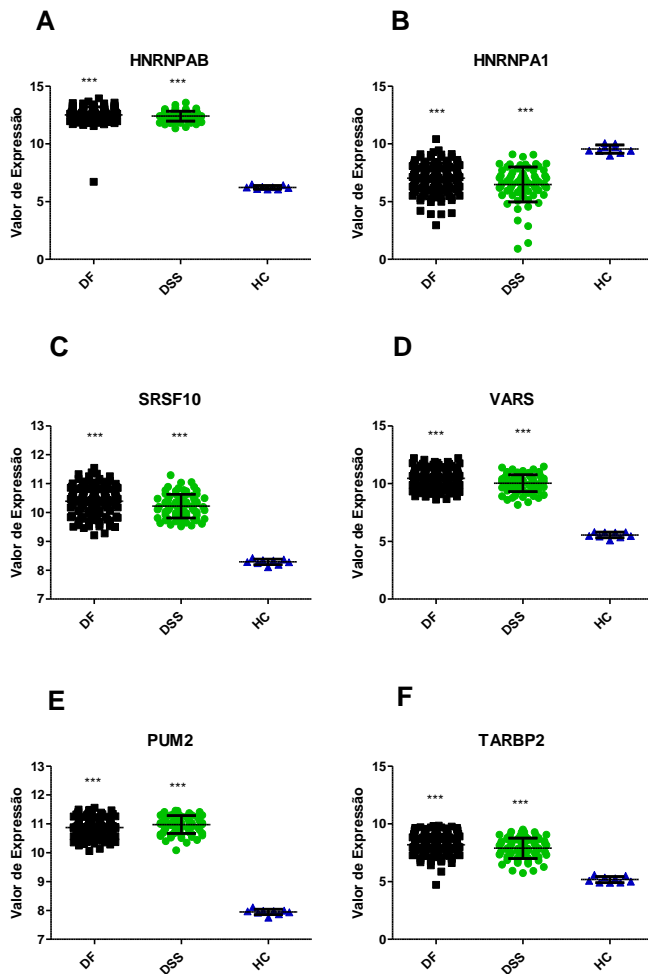 A
HNRNPAB
Valor de Expressão
15
10
5
0
***
***
DF
DSS
HC
B
HNRNPA1
Valor de Expressão
15
10
5
0
***
***
DF
DSS
HC
C
SRSF10
Valor de Expressão
13
12
11
10
9
8
7
***
***
DF
DSS
HC
D
VARS
Valor de Expressão
15
10
5
0
***
***
DF
DSS
HC
E
PUM2
Valor de Expressão
13
12
11
10
9
8
7
***
***
DF
DSS
HC
F
TARBP2
Valor de Expressão
15
10
5
0
***
***
DF
DSS
HC